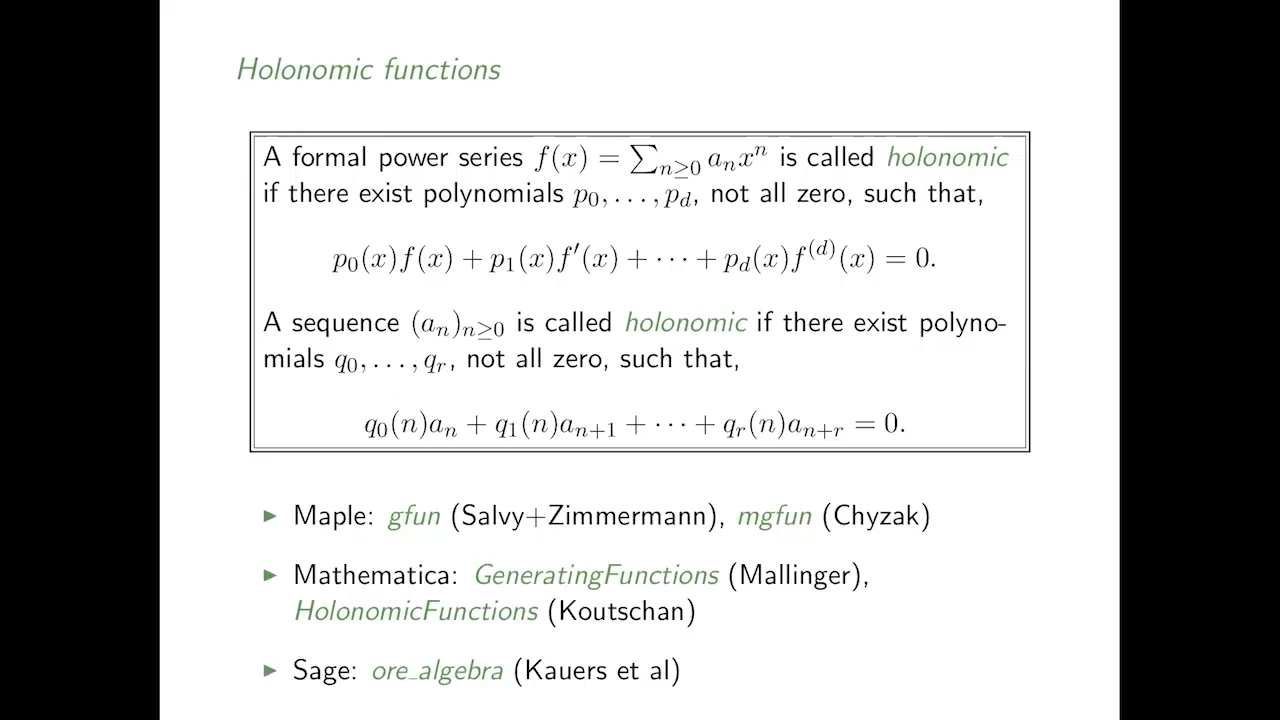 Holonomic functions
A formal power series f(x) = ∑_{n≥0} a_n x^n is called holonomic
if there exist polynomials p_0, . . . , p_d, not all zero, such that,
p_0(x)f(x) + p_1(x)f′(x) + · · · + p_d(x)f^{(d)}(x) = 0.
A sequence (a_n)_{n≥0} is called holonomic if there exist polyno-
mials q_0, . . . , q_r, not all zero, such that,
q_0(n)a_n + q_1(n)a_{n+1} + · · · + q_r(n)a_{n+r} = 0.
▶ Maple: gfun (Salvy+Zimmermann), mgfun (Chyzak)
▶ Mathematica: GeneratingFunctions (Mallinger),
HolonomicFunctions (Koutschan)
▶ Sage: ore_algebra (Kauers et al)